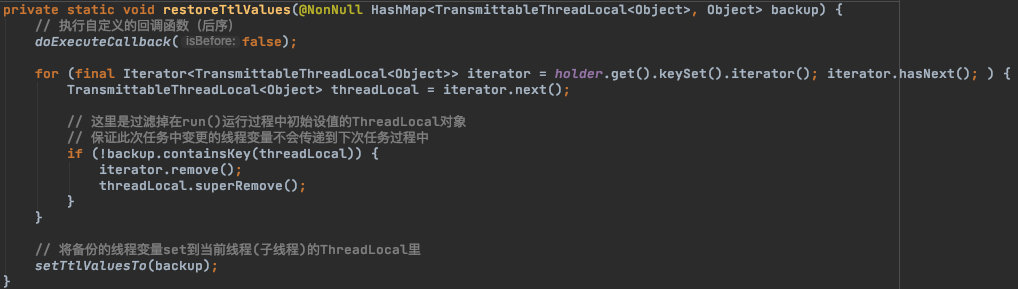 private static void restoreTtlValues(@NonNull HashMap<TransmittableThreadLocal<Object>, Object> backup) {
    // 执行自定义的回调函数（后序）
    doExecuteCallback( isBefore: false);

    for (final Iterator<TransmittableThreadLocal<Object>> iterator = holder.get().keySet().iterator(); iterator.hasNext(); ) {
        TransmittableThreadLocal<Object> threadLocal = iterator.next();

        // 这里是过滤掉在run()运行过程中初始设值的ThreadLocal对象
        // 保证此次任务中变更的线程变量不会传递到下次任务过程中
        if (!backup.containsKey(threadLocal)) {
            iterator.remove();
            threadLocal.superRemove();
        }
    }

    // 将备份的线程变量set到当前线程(子线程)的ThreadLocal里
    setTtlValuesTo(backup);
}